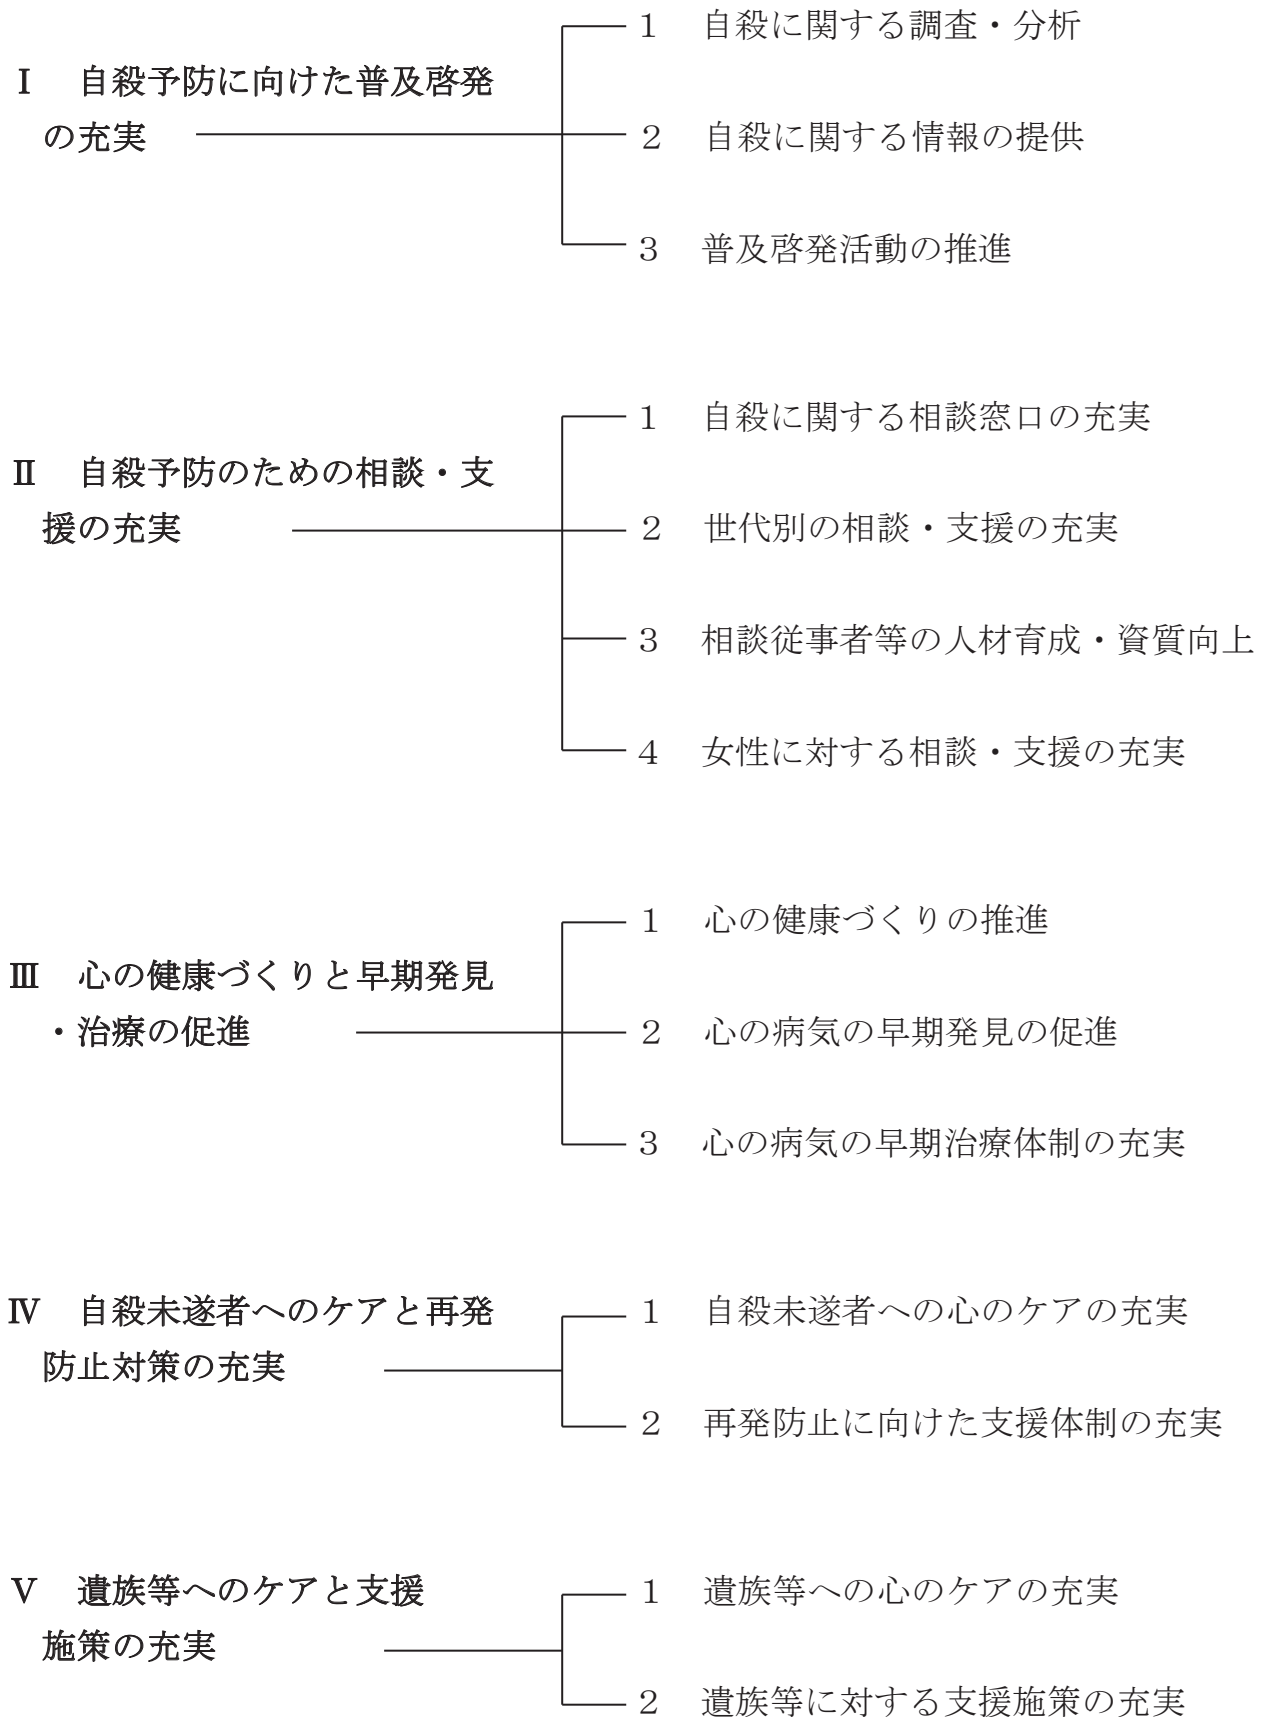 Ⅰ　自殺予防に向けた普及啓発
の充実
1　自殺に関する調査・分析
2　自殺に関する情報の提供
3　普及啓発活動の推進
Ⅱ　自殺予防のための相談・支
援の充実
1　自殺に関する相談窓口の充実
2　世代別の相談・支援の充実
3　相談従事者等の人材育成・資質向上
4　女性に対する相談・支援の充実
Ⅲ　心の健康づくりと早期発見
・治療の促進
1　心の健康づくりの推進
2　心の病気の早期発見の促進
3　心の病気の早期治療体制の充実
Ⅳ　自殺未遂者へのケアと再発
防止対策の充実
1　自殺未遂者への心のケアの充実
2　再発防止に向けた支援体制の充実
Ⅴ　遺族等へのケアと支援
施策の充実
1　遺族等への心のケアの充実
2　遺族等に対する支援施策の充実